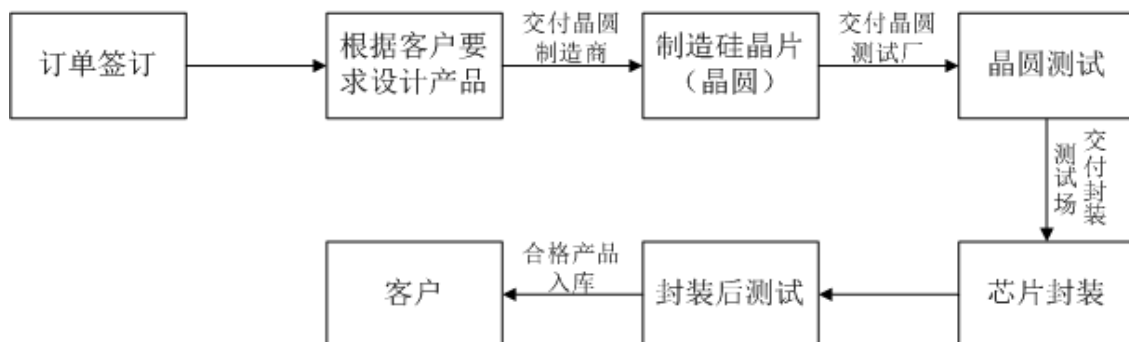 订单签订
根据客户要
求设计产品
交付晶圆
制造商
制造硅晶片
（晶圆）
交付晶圆
测试厂
晶圆测试
交付封装
测试场
芯片封装
封装后测试
合格产品
入库
客户